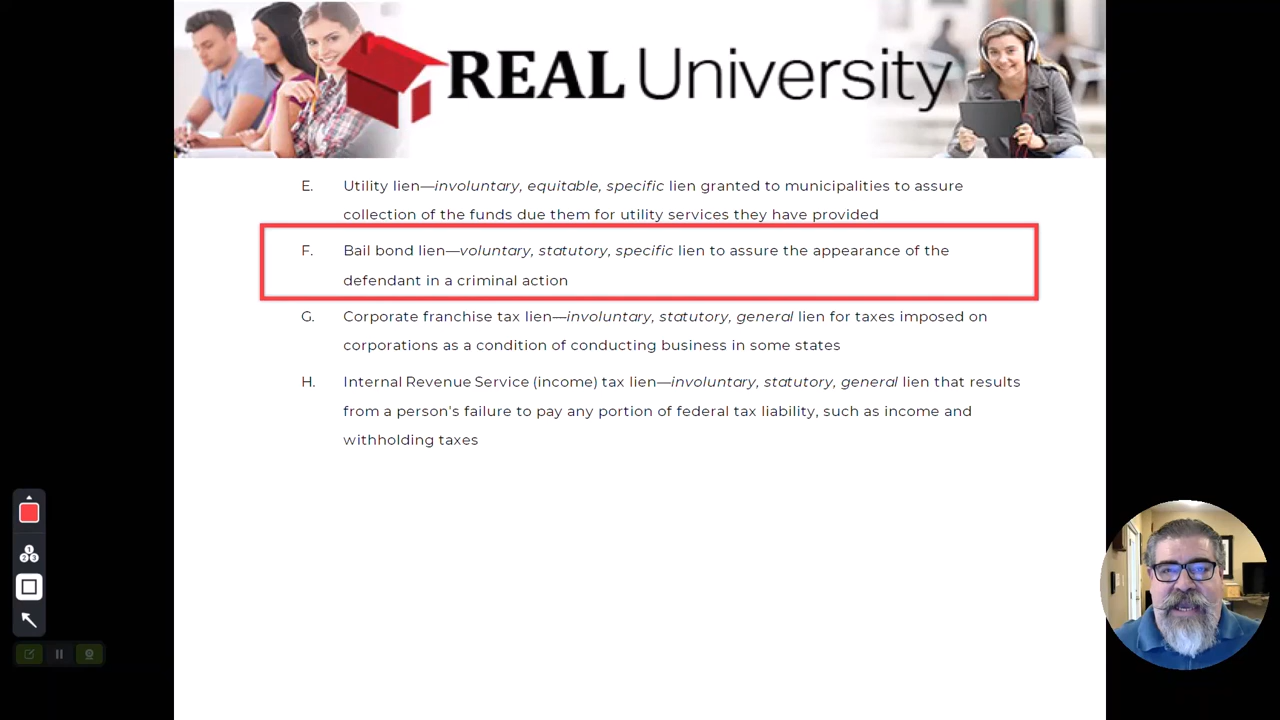 REAL University
E. Utility lien—involuntary, equitable, specific lien granted to municipalities to assure
collection of the funds due them for utility services they have provided
F. Bail bond lien—voluntary, statutory, specific lien to assure the appearance of the
defendant in a criminal action
G. Corporate franchise tax lien—involuntary, statutory, general lien for taxes imposed on
corporations as a condition of conducting business in some states
H. Internal Revenue Service (income) tax lien—involuntary, statutory, general lien that results
from a person's failure to pay any portion of federal tax liability, such as income and
withholding taxes